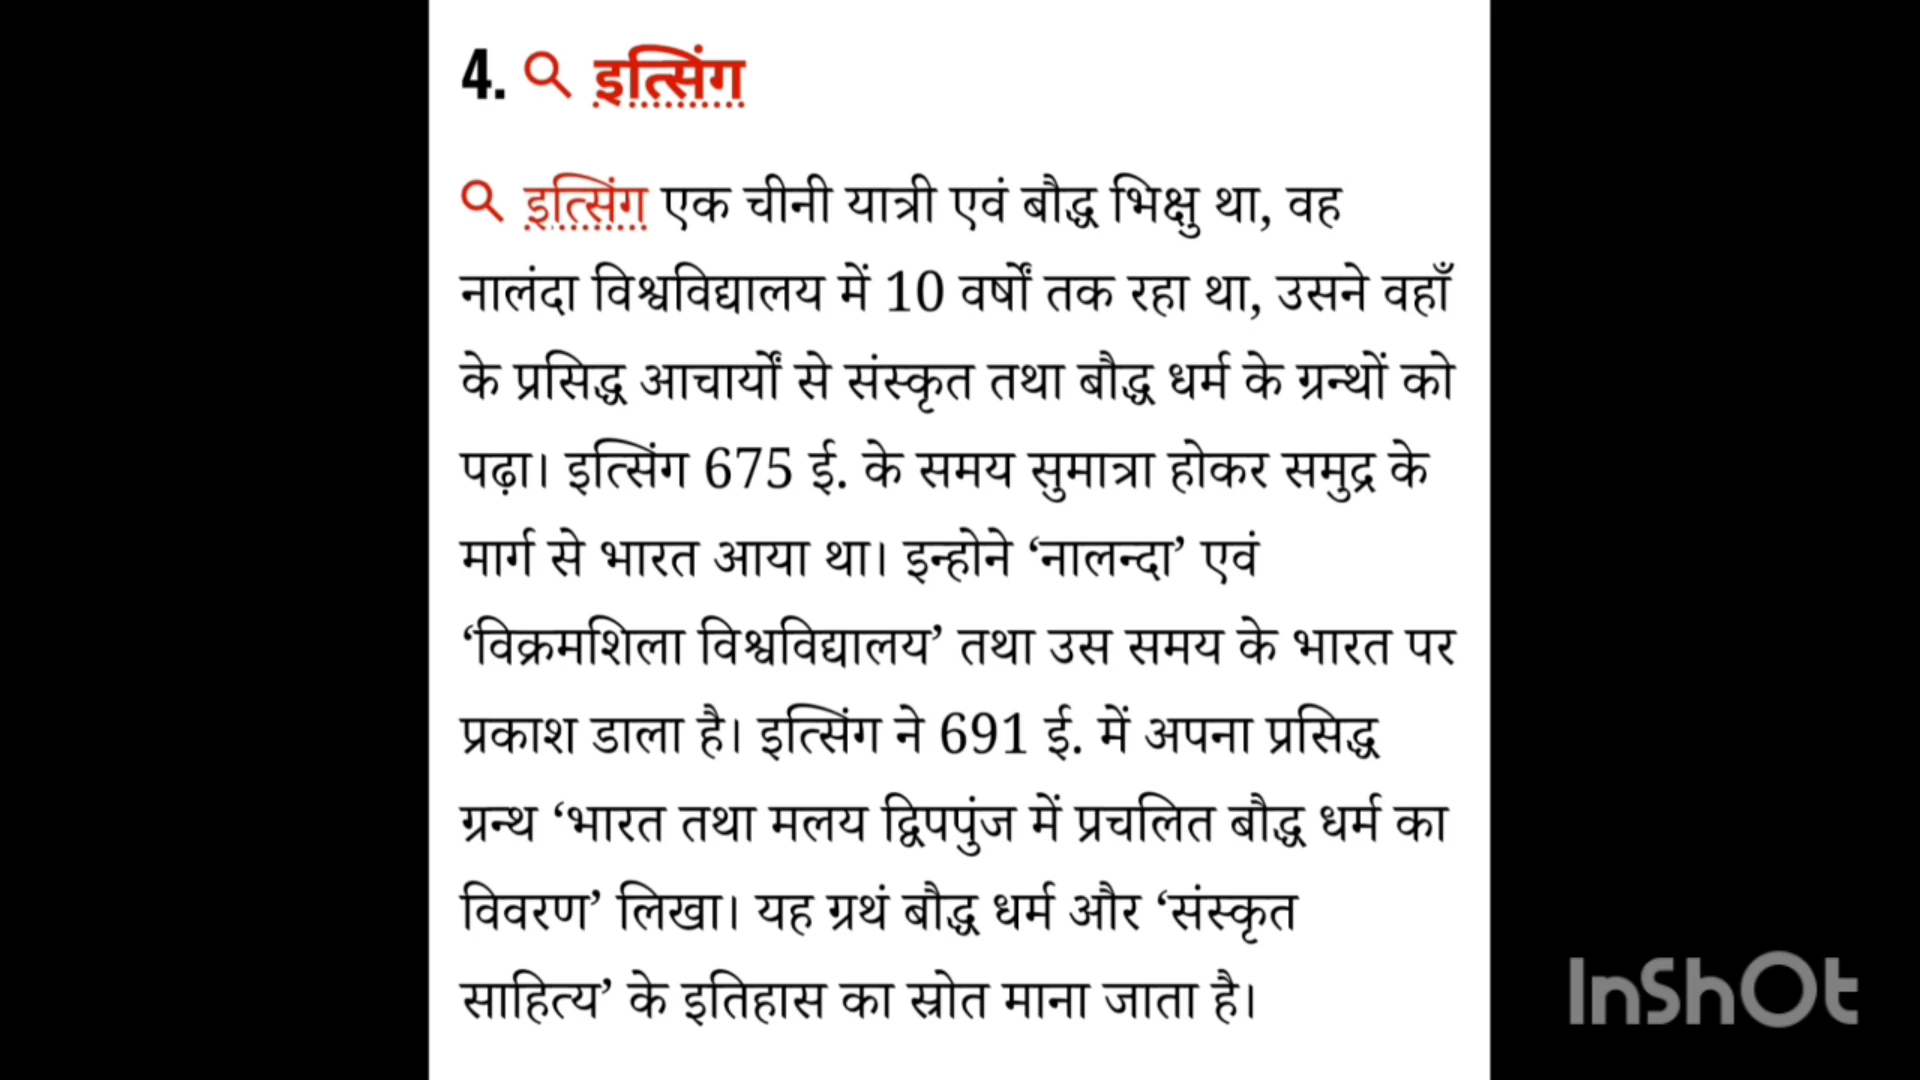 4. इत्सिंग
इत्सिंग एक चीनी यात्री एवं बौद्ध भिक्षु था, वह
नालंदा विश्वविद्यालय में 10 वर्षों तक रहा था, उसने वहाँ
के प्रसिद्ध आचार्यों से संस्कृत तथा बौद्ध धर्म के ग्रन्थों को
पढ़ा। इत्सिंग 675 ई. के समय सुमात्रा होकर समुद्र के
मार्ग से भारत आया था। इन्होने ‘नालन्दा’ एवं
‘विक्रमशिला विश्वविद्यालय’ तथा उस समय के भारत पर
प्रकाश डाला है। इत्सिंग ने 691 ई. में अपना प्रसिद्ध
ग्रन्थ ‘भारत तथा मलय द्विपपुंज में प्रचलित बौद्ध धर्म का
विवरण’ लिखा। यह ग्रथं बौद्ध धर्म और ‘संस्कृत
साहित्य’ के इतिहास का स्रोत माना जाता है।
InShOt